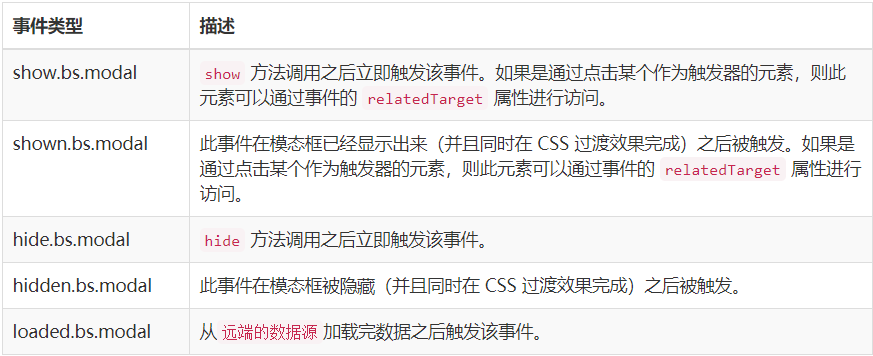 事件类型 描述
show.bs.modal show 方法调用之后立即触发该事件。如果是通过点击某个作为触发器的元素，则此
元素可以通过事件的 relatedTarget 属性进行访问。
shown.bs.modal 此事件在模态框已经显示出来（并且同时在 CSS 过渡效果完成）之后被触发。如果是
通过点击某个作为触发器的元素，则此元素可以通过事件的 relatedTarget 属性进行
访问。
hide.bs.modal hide 方法调用之后立即触发该事件。
hidden.bs.modal 此事件在模态框被隐藏（并且同时在 CSS 过渡效果完成）之后被触发。
loaded.bs.modal 从 远端的数据源 加载完数据之后触发该事件。